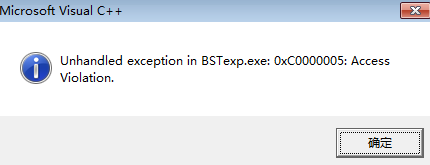 Microsoft Visual C++
Unhandled exception in BSTexp.exe: 0xC0000005: Access
Violation.
确定